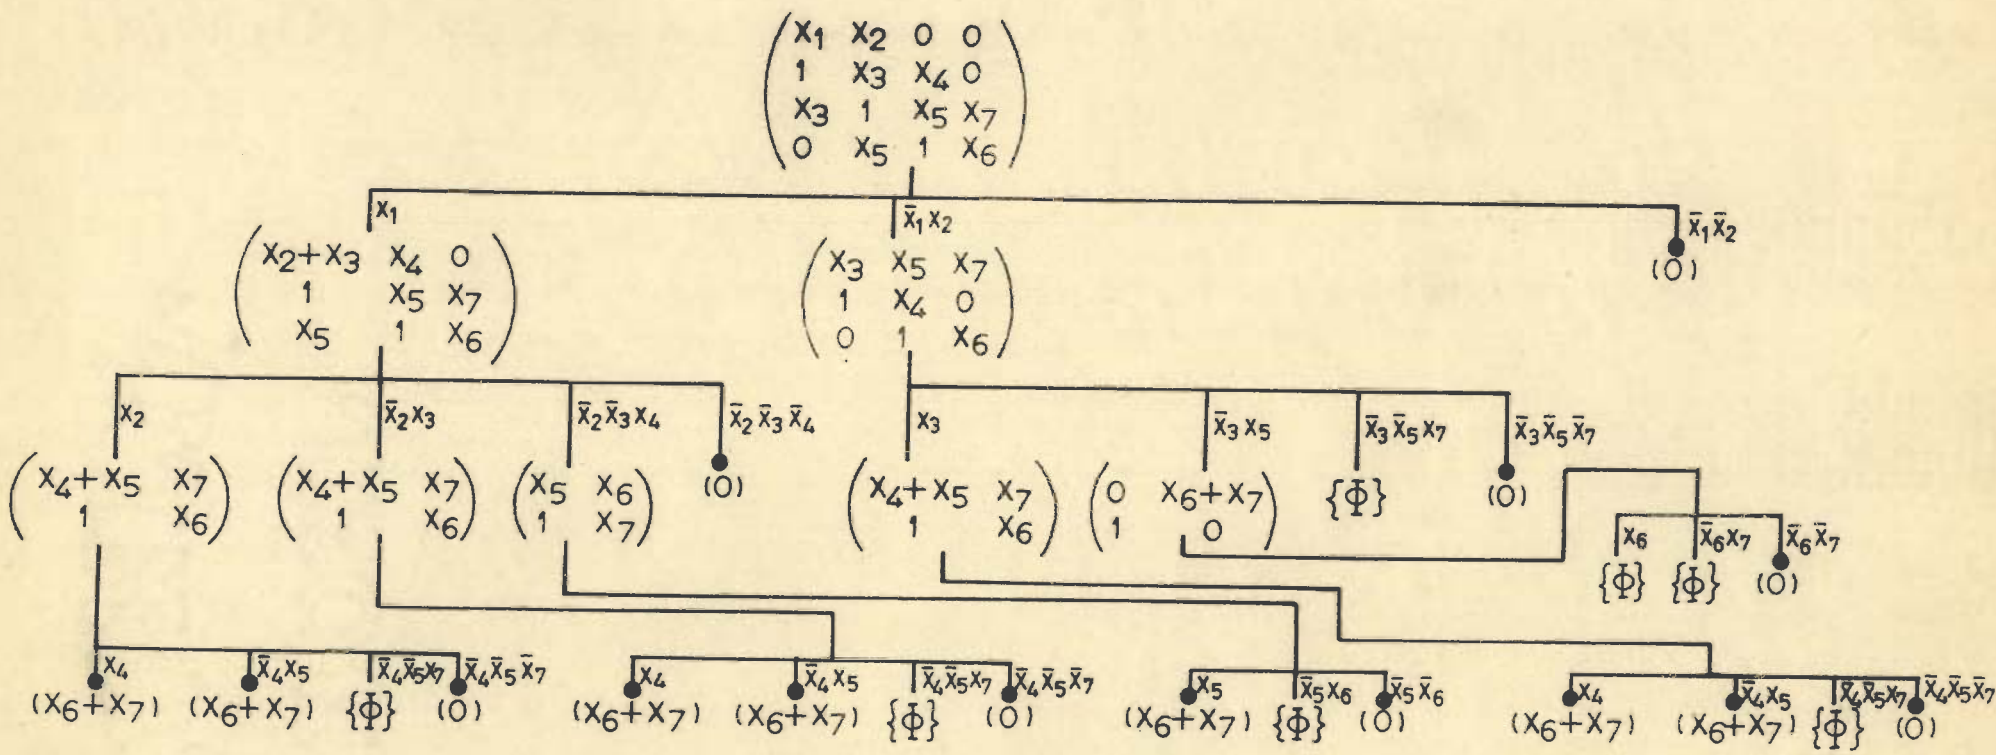 x₁ x₂ 0 0
1 x₃ x₄ 0
x₃ 1 x₅ x₇
0 x₅ 1 x₆
x₁
x̄₁x₂
x̄₁x̄₂
x₂+x₃ x₄ 0
1 x₅ x₇
x₅ 1 x₆
x₃ x₅ x₇
1 x₄ 0
0 1 x₆
(0)
x₂
x̄₂x₃
x̄₂x̄₃x₄
x̄₂x̄₃x̄₄
x₃
x̄₃x₅
x̄₃x̄₅x₇
x̄₃x̄₅x̄₇
x₄+x₅ x₇
1 x₆
x₄+x₅ x₇
1 x₆
x₅ x₆
1 x₇
(0)
x₄+x₅ x₇
1 x₆
0 x₆+x₇
1 0
{Φ}
(0)
x₆
x̄₆x₇
x̄₆x̄₇
{Φ} {Φ} (0)
x₄ x̄₄x₅ x̄₄x̄₅x₇ x̄₄x̄₅x̄₇
(x₆+x₇) (x₆+x₇) {Φ} (0)
x₄ x̄₄x₅ x̄₄x̄₅x₇ x̄₄x̄₅x̄₇
(x₆+x₇) (x₆+x₇) {Φ} (0)
x₅ x̄₅x₆ x̄₅x̄₆
(x₆+x₇) {Φ} (0)
x₄ x̄₄x₅ x̄₄x̄₅x₇ x̄₄x̄₅x̄₇
(x₆+x₇) (x₆+x₇) {Φ} (0)